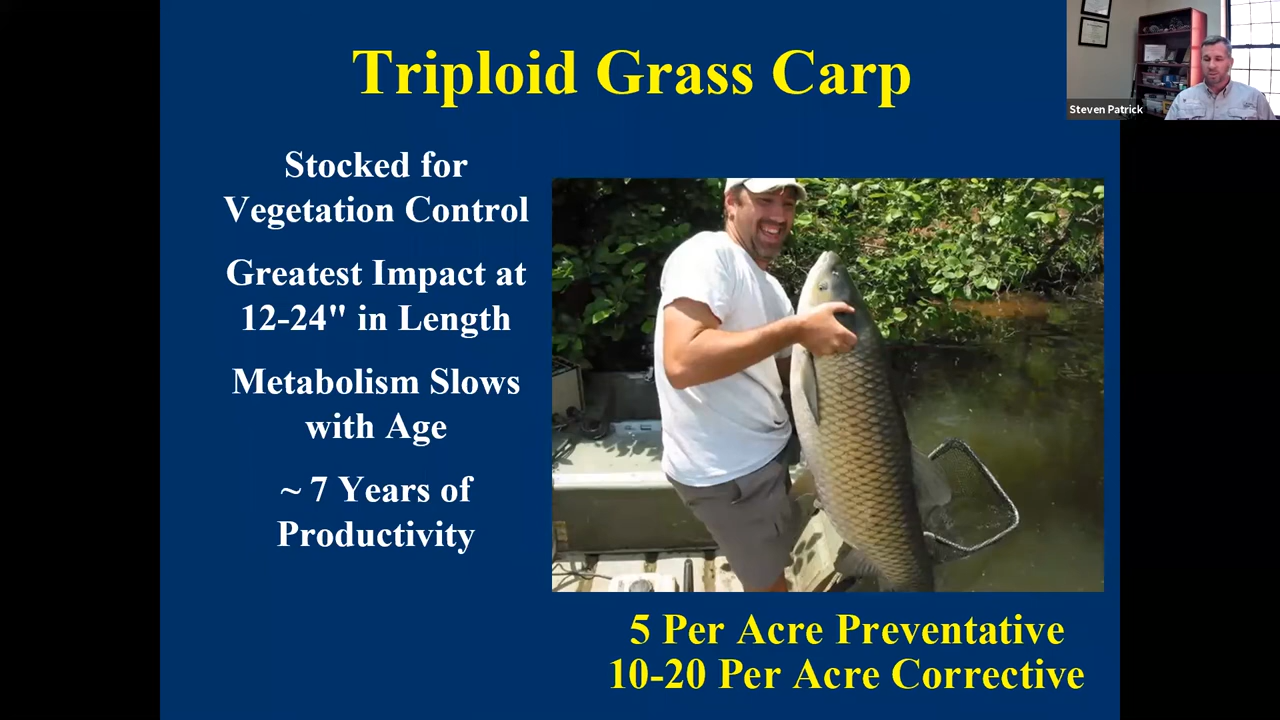 Triploid Grass Carp
Steven Patrick
Stocked for
Vegetation Control
Greatest Impact at
12-24" in Length
Metabolism Slows
with Age
~ 7 Years of
Productivity
5 Per Acre Preventative
10-20 Per Acre Corrective